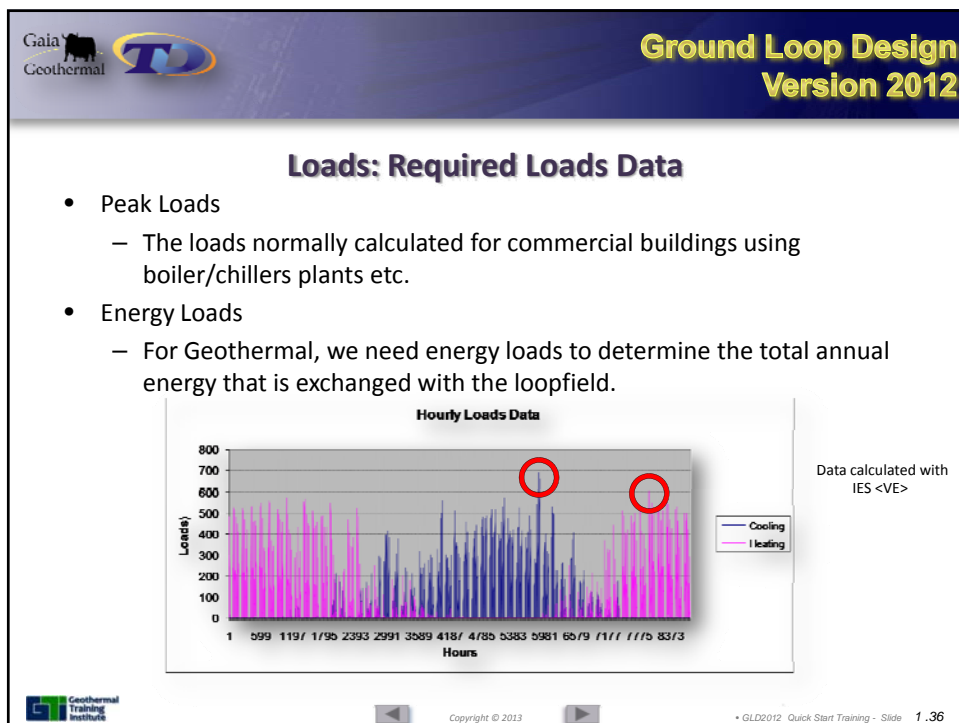 Gaia
Geothermal
TD
Ground Loop Design
Version 2012
Loads: Required Loads Data
• Peak Loads
– The loads normally calculated for commercial buildings using
boiler/chillers plants etc.
• Energy Loads
– For Geothermal, we need energy loads to determine the total annual
energy that is exchanged with the loopfield.
Hourly Loads Data
800
700
600
500
400
300
200
100
0
Loads)
1 599 1197 1795 2393 2991 3589 4187 4785 5383 5981 6579 7177 7775 8373
Hours
Cooling
Heating
Data calculated with
IES <VE>
GTI
Geothermal
Training
Institute
Copyright © 2013
• GLD2012 Quick Start Training - Slide 1 .36